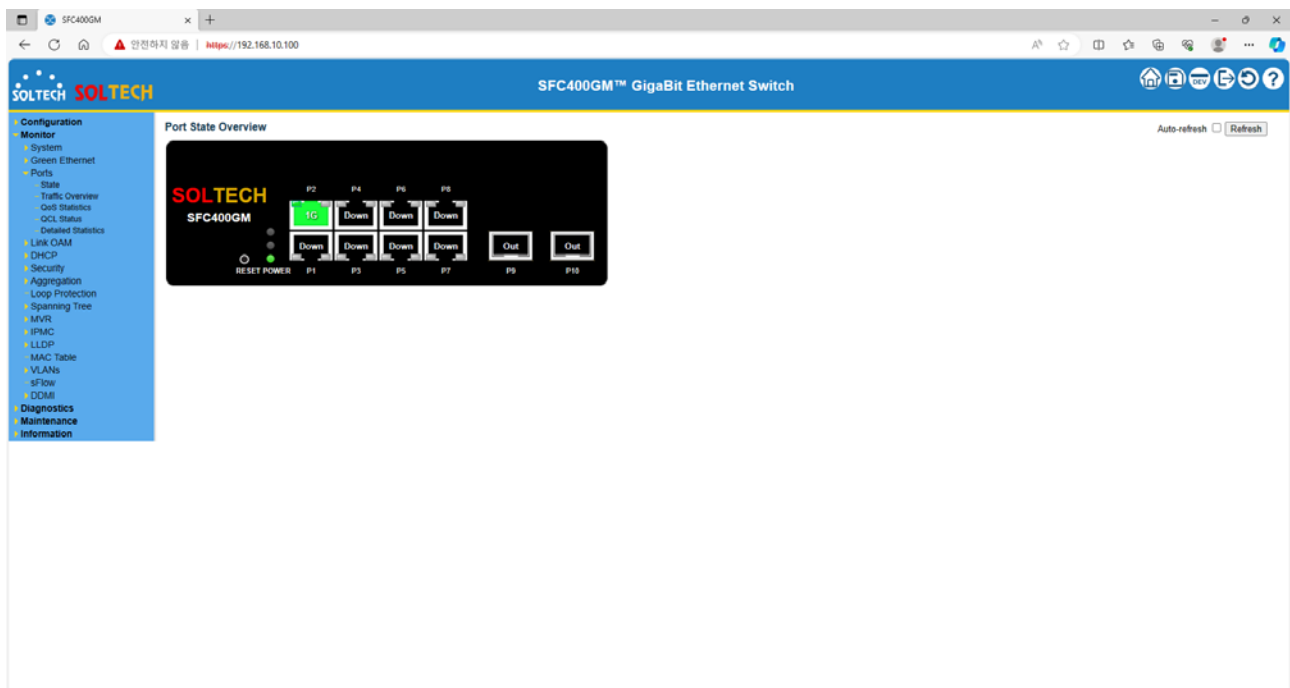 SFC400GM
안전하지 않음 https://192.168.10.100
SOLTECH SOLTECH
SFC400GM™ GigaBit Ethernet Switch
DEV
?
Configuration
Monitor
System
Green Ethernet
Ports
State
Traffic Overview
QoS Statistics
QCL Status
Detailed Statistics
Link OAM
DHCP
Security
Aggregation
Loop Protection
Spanning Tree
MVR
IPMC
LLDP
MAC Table
VLANs
sFlow
DDMI
Diagnostics
Maintenance
Information
Port State Overview
Auto-refresh Refresh
P2 P4 P6 P8
SOLTECH
SFC400GM
1G Down Down Down
Down Down Down Down Out Out
RESET POWER P1 P3 P5 P7 P9 P10